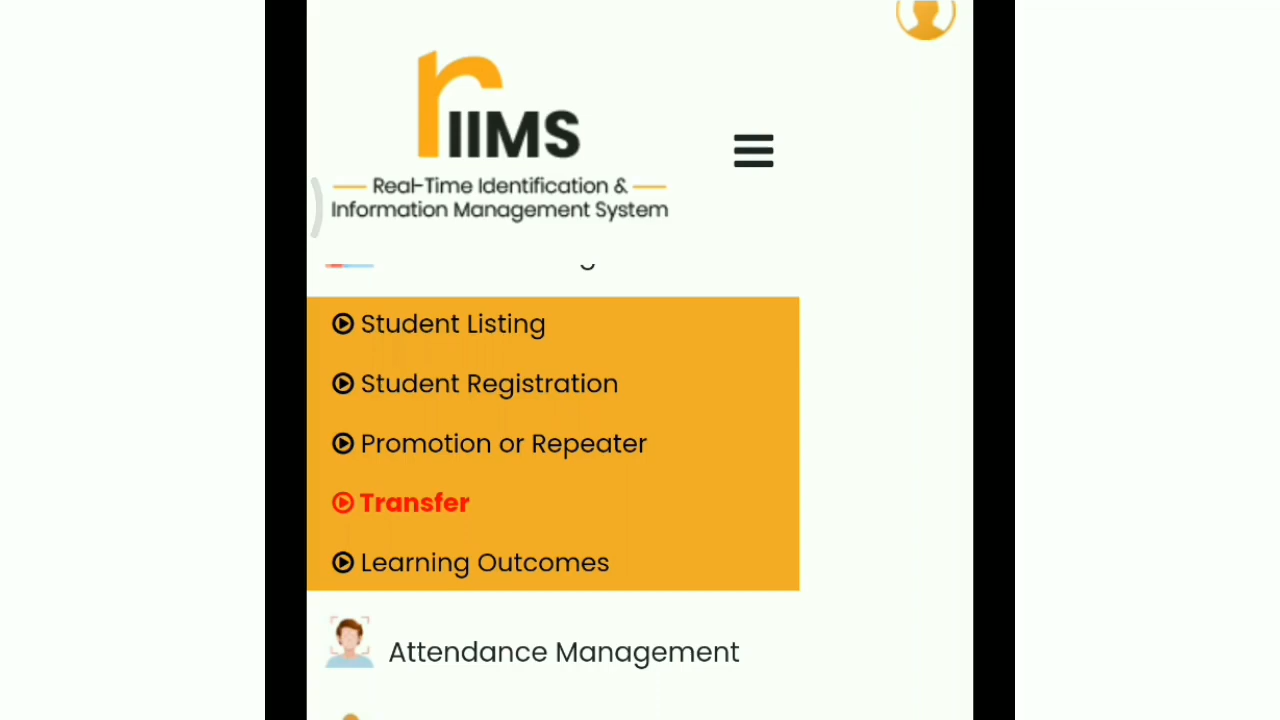 rIIMS
Real-Time Identification &
Information Management System
Student Listing
Student Registration
Promotion or Repeater
Transfer
Learning Outcomes
Attendance Management